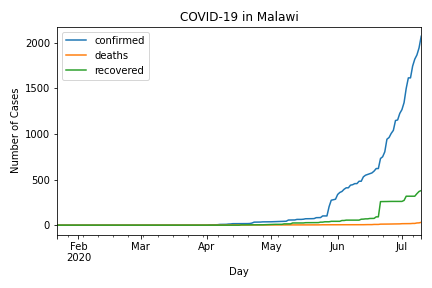 COVID-19 in Malawi
confirmed
deaths
recovered
Number of Cases
2000
1500
1000
500
0
Feb
2020
Mar
Apr
May
Jun
Jul
Day